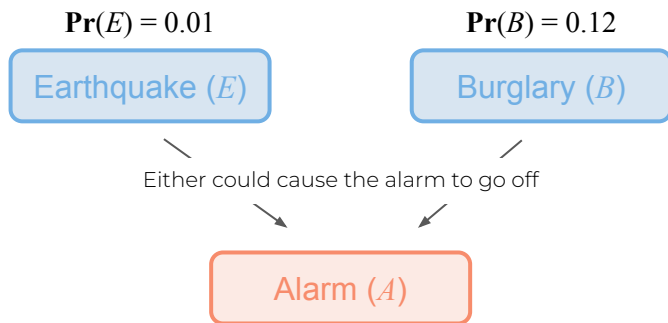 Pr(E) = 0.01 Pr(B) = 0.12
Earthquake (E) Burglary (B)
Either could cause the alarm to go off
Alarm (A)